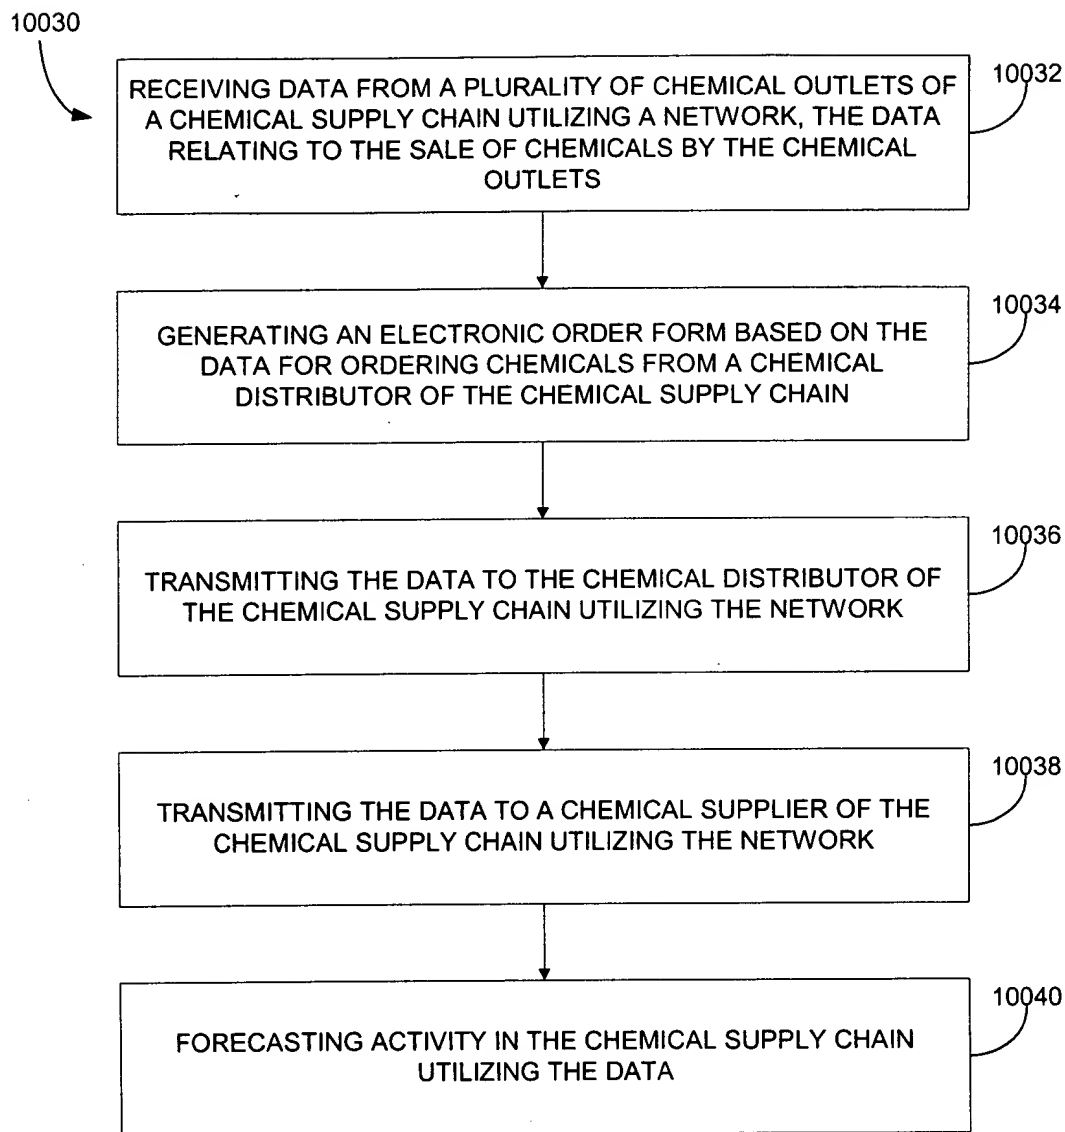 10030
RECEIVING DATA FROM A PLURALITY OF CHEMICAL OUTLETS OF
A CHEMICAL SUPPLY CHAIN UTILIZING A NETWORK, THE DATA
RELATING TO THE SALE OF CHEMICALS BY THE CHEMICAL
OUTLETS
10032
GENERATING AN ELECTRONIC ORDER FORM BASED ON THE
DATA FOR ORDERING CHEMICALS FROM A CHEMICAL
DISTRIBUTOR OF THE CHEMICAL SUPPLY CHAIN
10034
TRANSMITTING THE DATA TO THE CHEMICAL DISTRIBUTOR OF
THE CHEMICAL SUPPLY CHAIN UTILIZING THE NETWORK
10036
TRANSMITTING THE DATA TO A CHEMICAL SUPPLIER OF THE
CHEMICAL SUPPLY CHAIN UTILIZING THE NETWORK
10038
FORECASTING ACTIVITY IN THE CHEMICAL SUPPLY CHAIN
UTILIZING THE DATA
10040